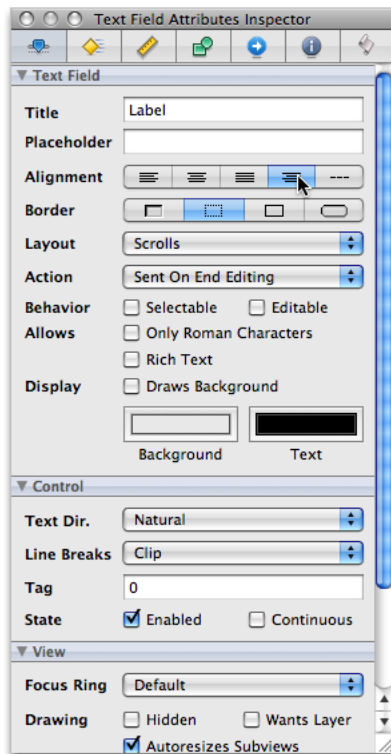 Text Field Attributes Inspector
Text Field
Title Label
Placeholder
Alignment
Border
Layout Scrolls
Action Sent On End Editing
Behavior Selectable Editable
Allows Only Roman Characters
Rich Text
Display Draws Background
Background Text
Control
Text Dir. Natural
Line Breaks Clip
Tag 0
State Enabled Continuous
View
Focus Ring Default
Drawing Hidden Wants Layer
Autoresizes Subviews